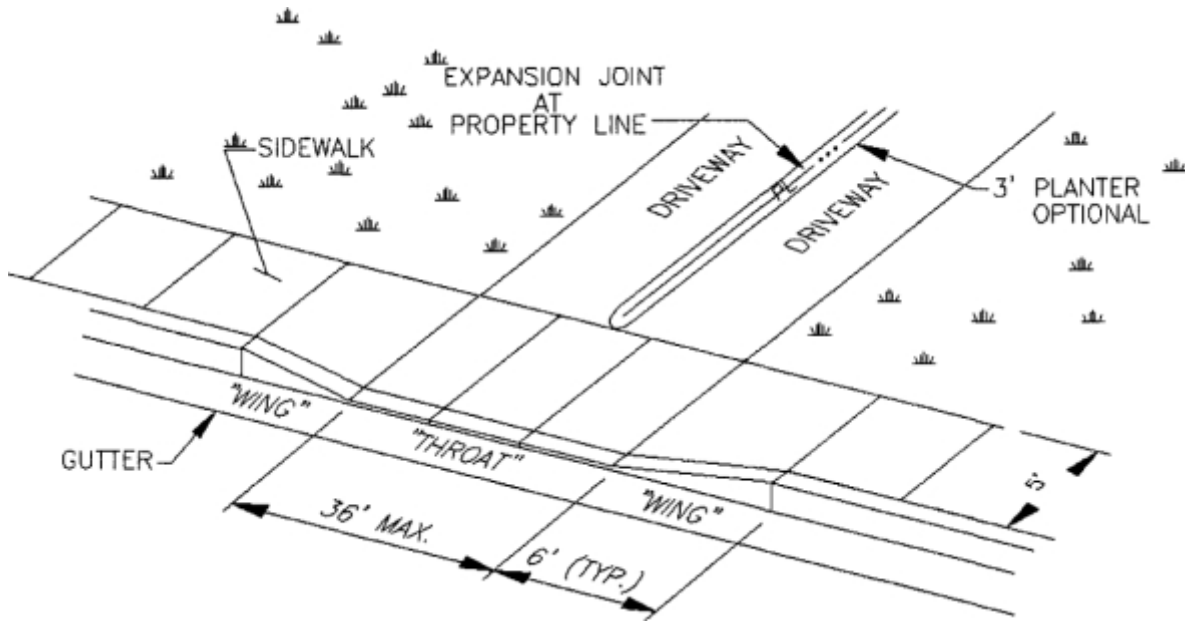 EXPANSION JOINT
AT
PROPERTY LINE
SIDEWALK
DRIVEWAY
PL
DRIVEWAY
3' PLANTER
OPTIONAL
"WING"
"THROAT"
"WING"
GUTTER
36' MAX.
6' (TYP.)
5'